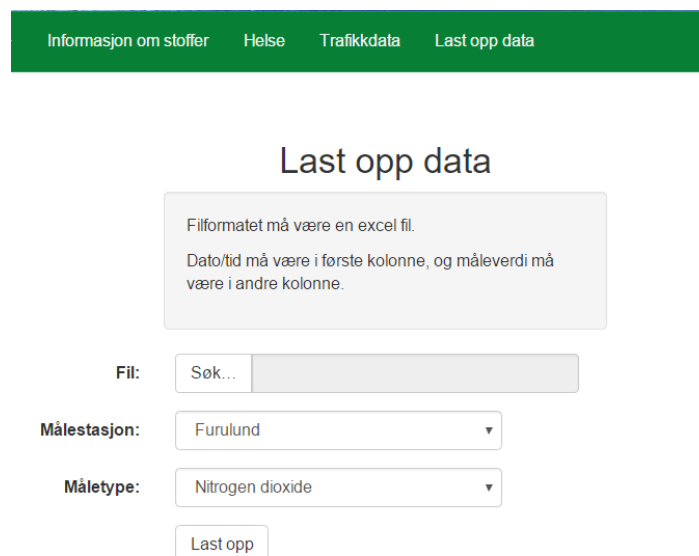 Informasjon om stoffer Helse Trafikkdata Last opp data
Last opp data
Filformatet må være en excel fil.
Dato/tid må være i første kolonne, og måleverdi må
være i andre kolonne.
Fil: Søk...
Målestasjon: Furulund
Måletype: Nitrogen dioxide
Last opp